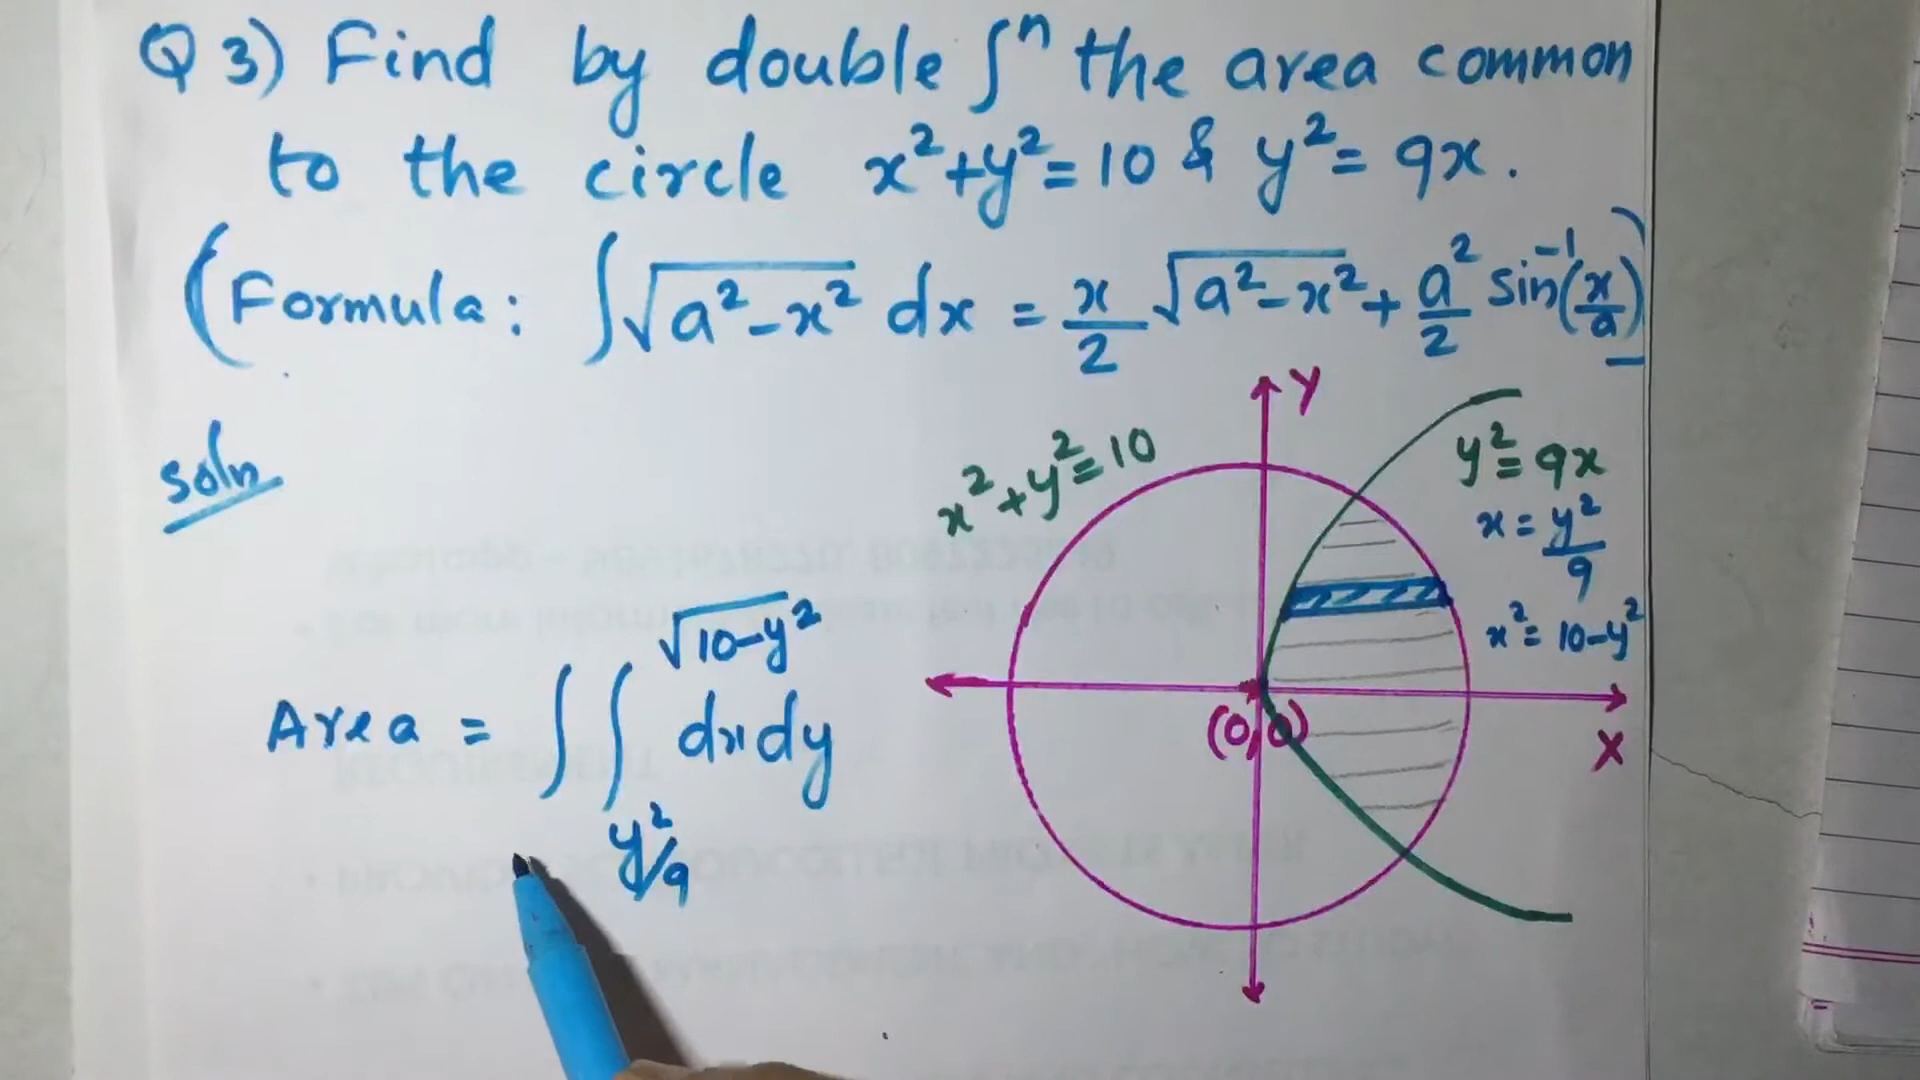 Q 3) Find by double ∫ⁿ the area common
to the circle x²+y²=10 & y²= 9x.
(Formula: ∫√(a²-x²) dx = x/2 √(a²-x²) + a²/2 sin⁻¹(x/a))
Soln
x²+y²=10
Y
y²=9x
x = y²/9
x² = 10-y²
√10-y²
Area = ∫∫ dxdy
y²/9
(0,0)
X